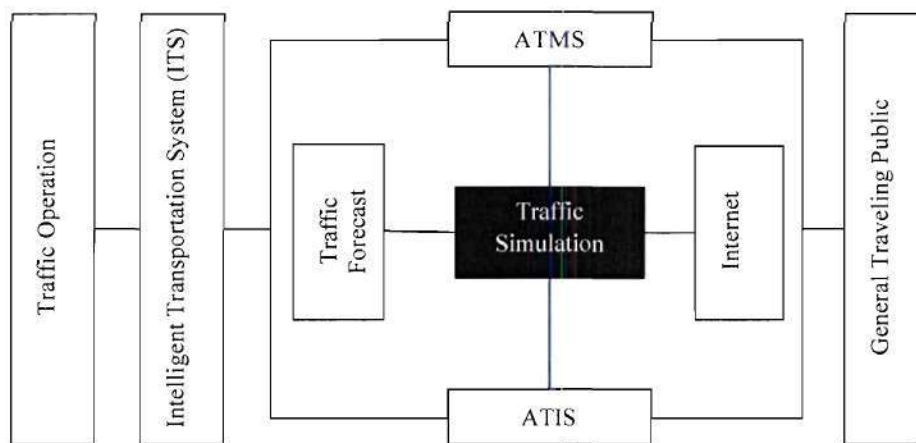 Traffic Operation
Intelligent Transportation System (ITS)
ATMS
Traffic
Forecast
Traffic
Simulation
Internet
ATIS
General Traveling Public